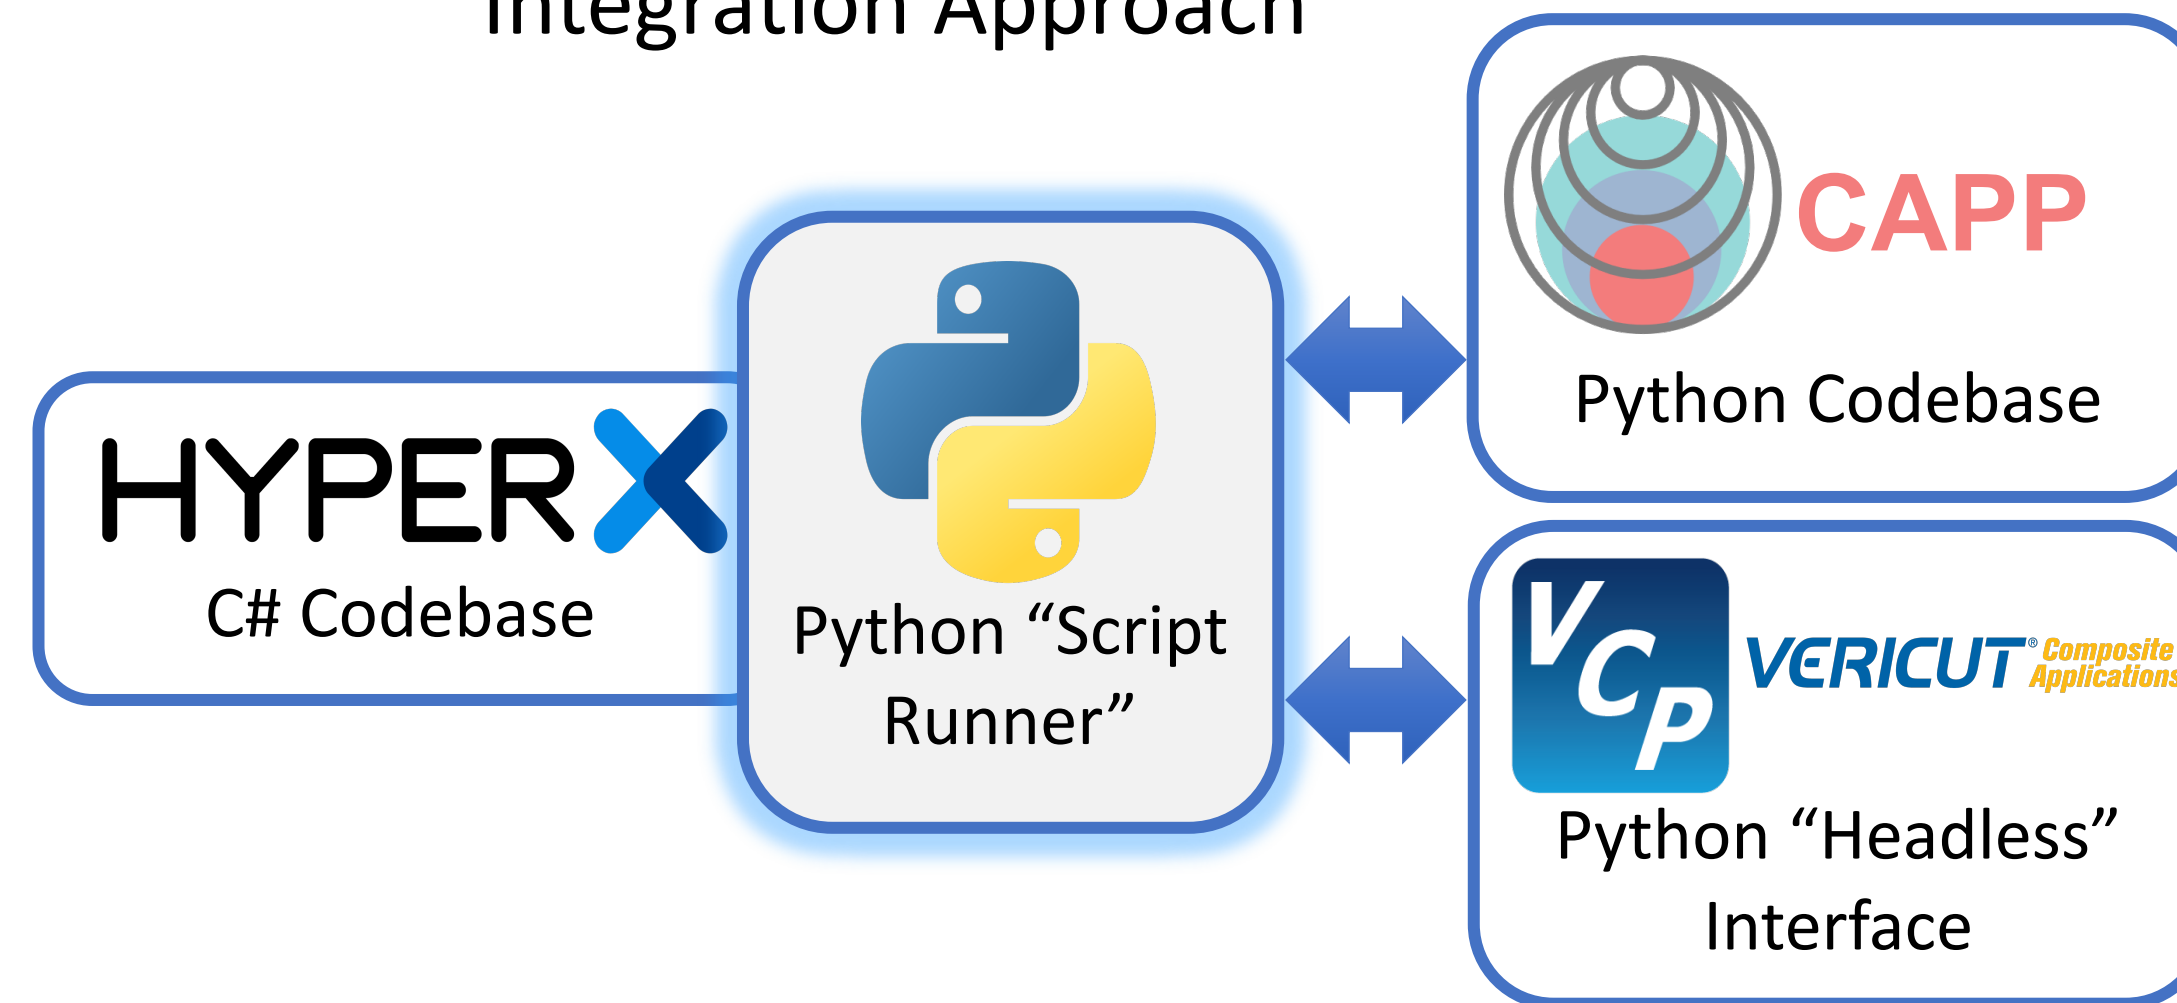 Integration Approach
CAPP
Python Codebase
HYPERX
C# Codebase
Python “Script
Runner”
VCP
VERICUT® Composite
Applications
Python “Headless”
Interface